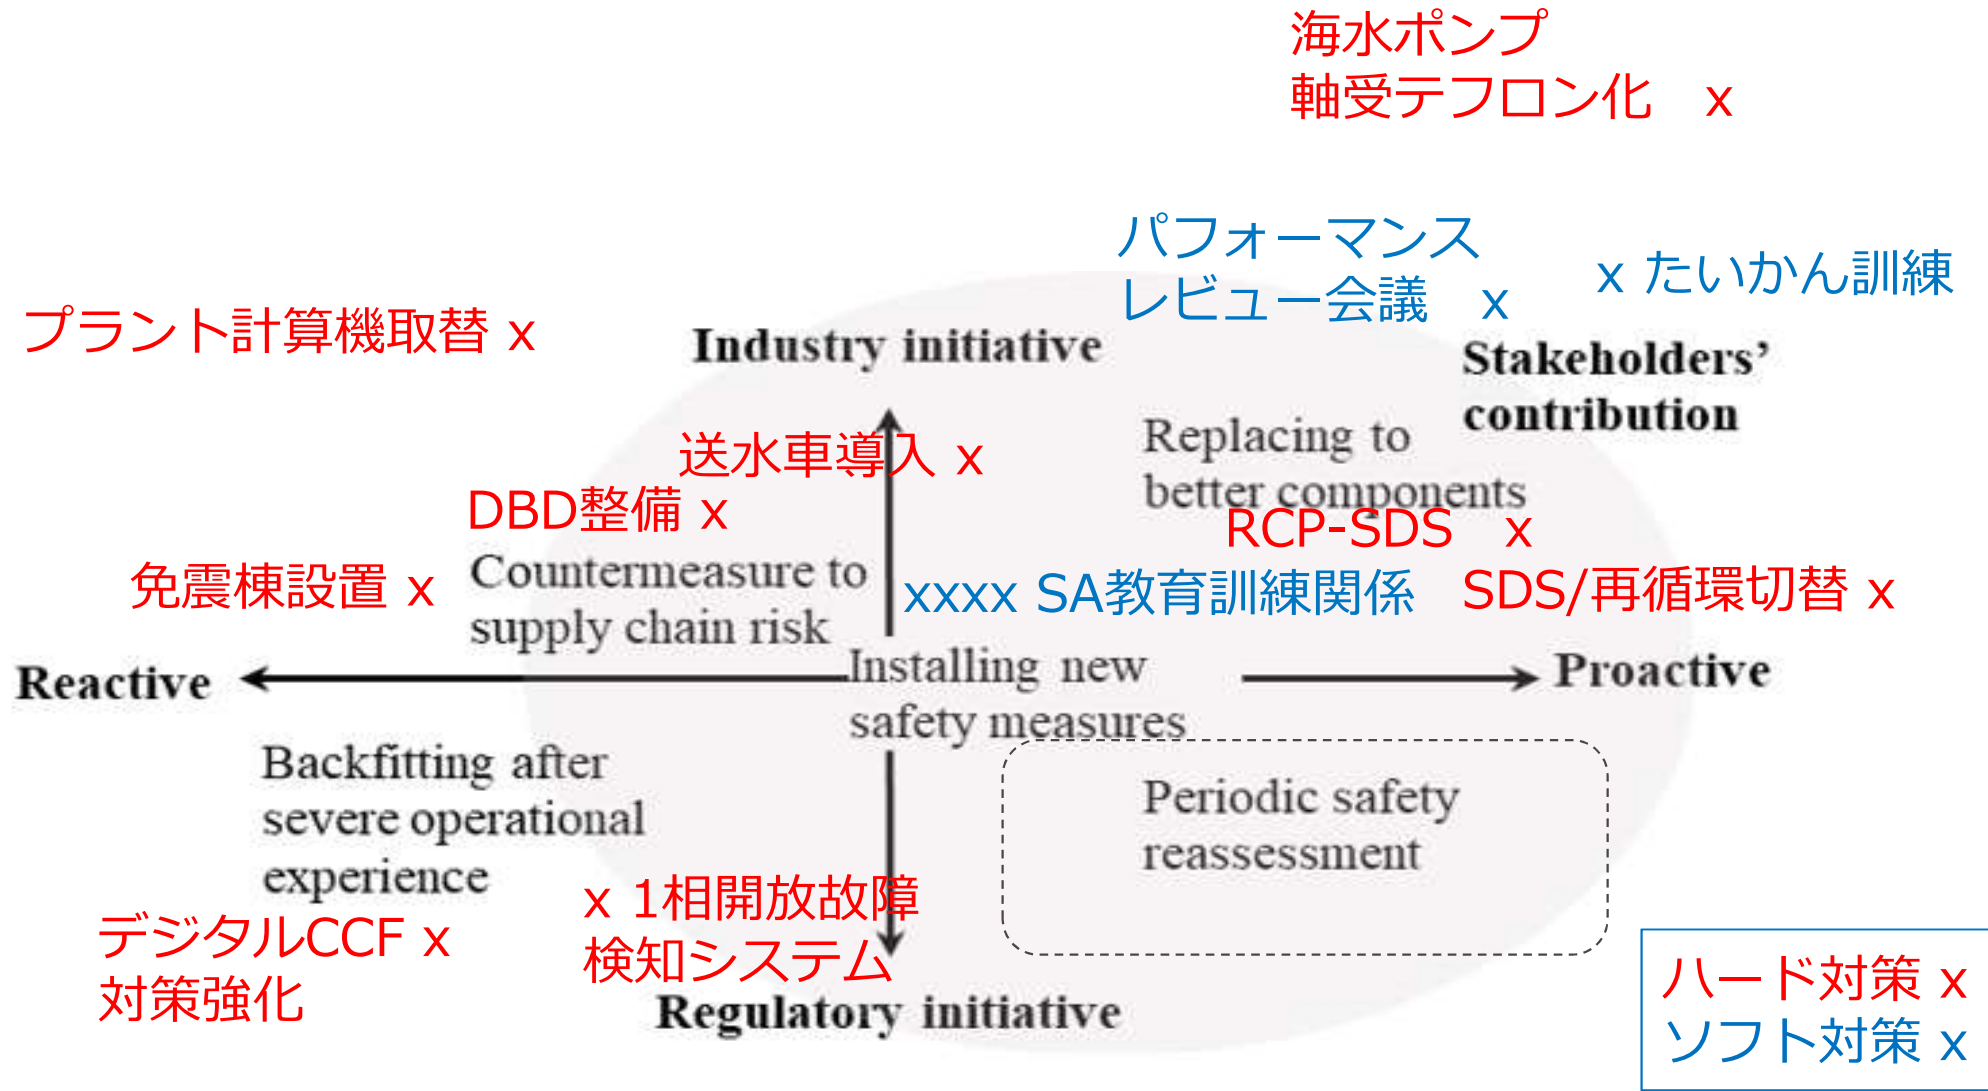 海水ポンプ
軸受テフロン化　x
パフォーマンス
レビュー会議　x
x たいかん訓練
プラント計算機取替 x
Industry initiative
Stakeholders’
contribution
送水車導入 x
Replacing to
better components
DBD整備 x
RCP-SDS　x
免震棟設置 x
Countermeasure to
supply chain risk
xxxx SA教育訓練関係
SDS/再循環切替 x
Reactive
Installing new
safety measures
Proactive
Backfitting after
severe operational
experience
Periodic safety
reassessment
デジタルCCF x
対策強化
x 1相開放故障
検知システム
Regulatory initiative
ハード対策 x
ソフト対策 x